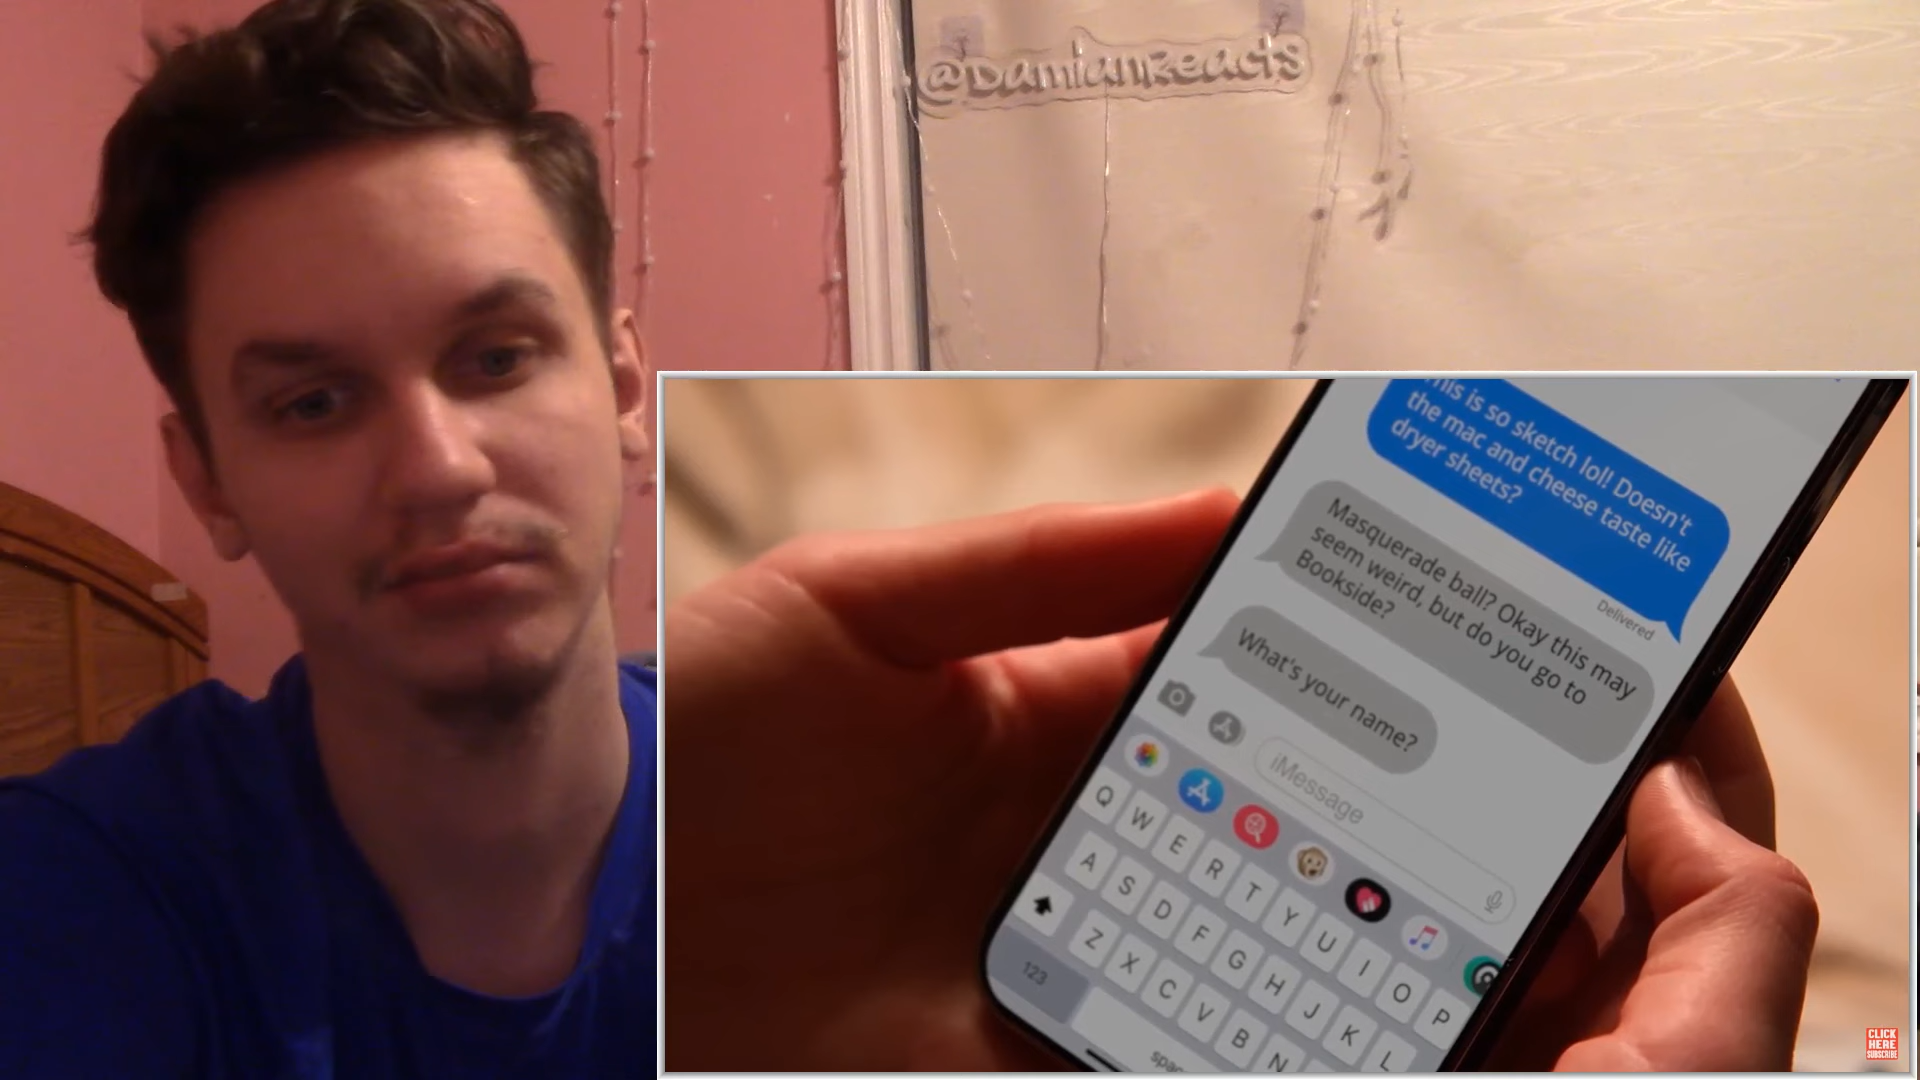 @DamianReacts
This is so sketch lol! Doesn't
the mac and cheese taste like
dryer sheets?
Delivered
Masquerade ball? Okay this may
seem weird, but do you go to
Bookside?
What's your name?
iMessage
Q W E R T Y U I O P
A S D F G H J K L
Z X C V B N
123
CLICK
HERE
SUBSCRIBE